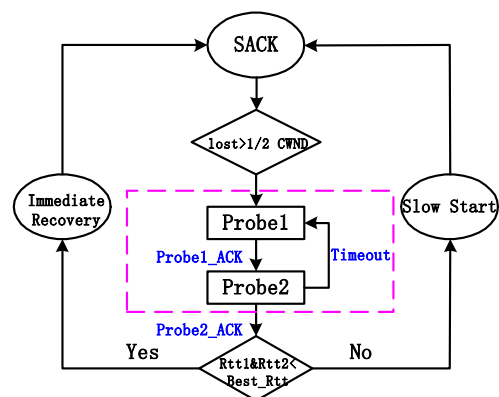 SACK
lost>1/2 CWND
Immediate
Recovery
Slow Start
Probe1
Probe1_ACK
Timeout
Probe2
Probe2_ACK
Yes
No
Rtt1&Rtt2<
Best_Rtt